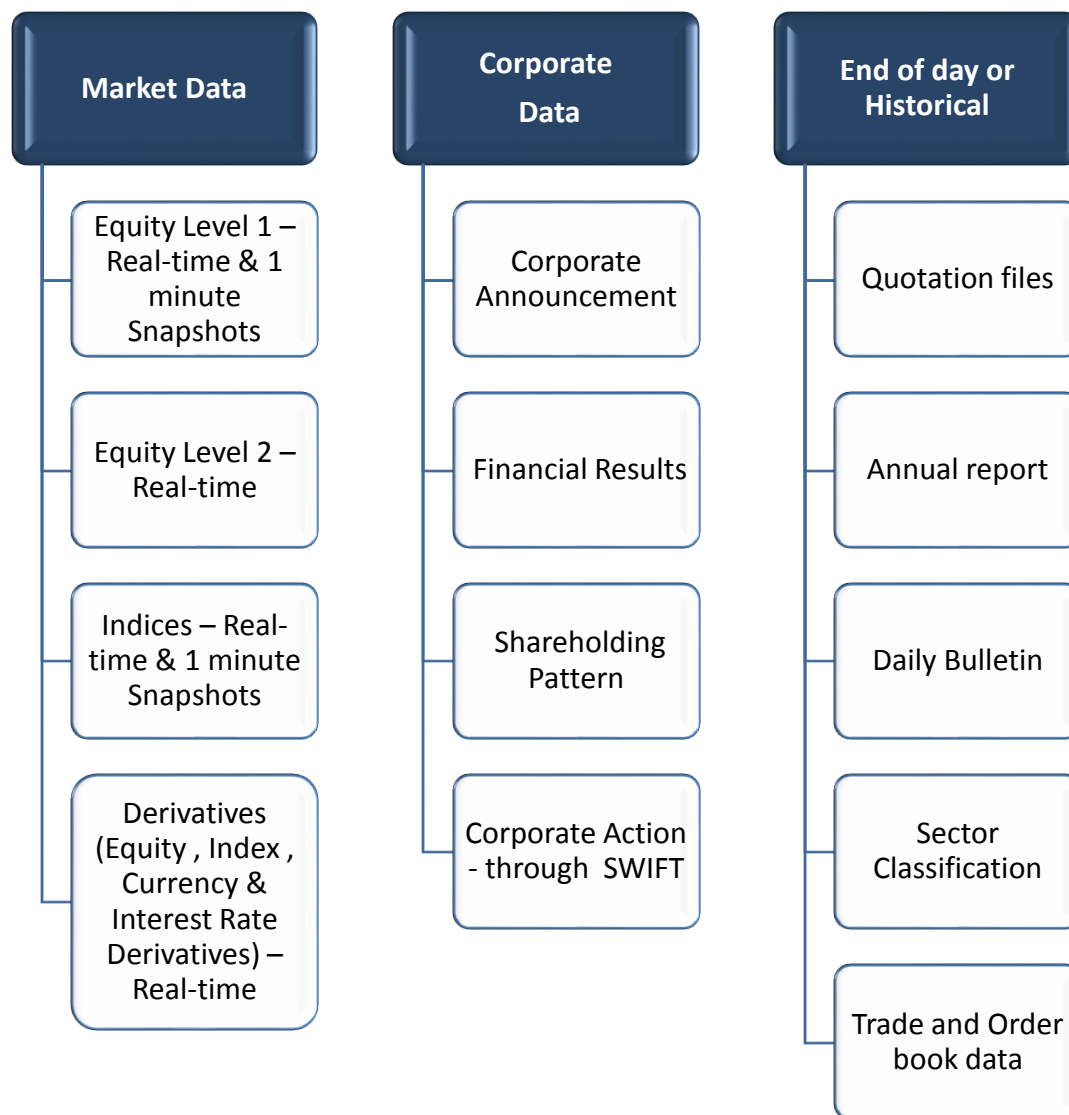 Market Data
Equity Level 1 –
Real-time & 1
minute
Snapshots
Equity Level 2 –
Real-time
Indices – Real-
time & 1 minute
Snapshots
Derivatives
(Equity , Index ,
Currency &
Interest Rate
Derivatives) –
Real-time
Corporate
Data
Corporate
Announcement
Financial Results
Shareholding
Pattern
Corporate Action
- through SWIFT
End of day or
Historical
Quotation files
Annual report
Daily Bulletin
Sector
Classification
Trade and Order
book data